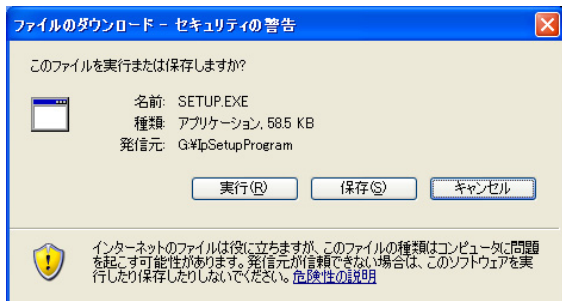 ファイルのダウンロード - セキュリティの警告
このファイルを実行または保存しますか?
名前: SETUP.EXE
種類: アプリケーション, 58.5 KB
発信元: G:¥IpSetupProgram
実行(R) 保存(S) キャンセル
インターネットのファイルは役に立ちますが、このファイルの種類はコンピュータに問題
を起こす可能性があります。発信元が信頼できない場合は、このソフトウェアを実
行したり保存したりしないでください。危険性の説明